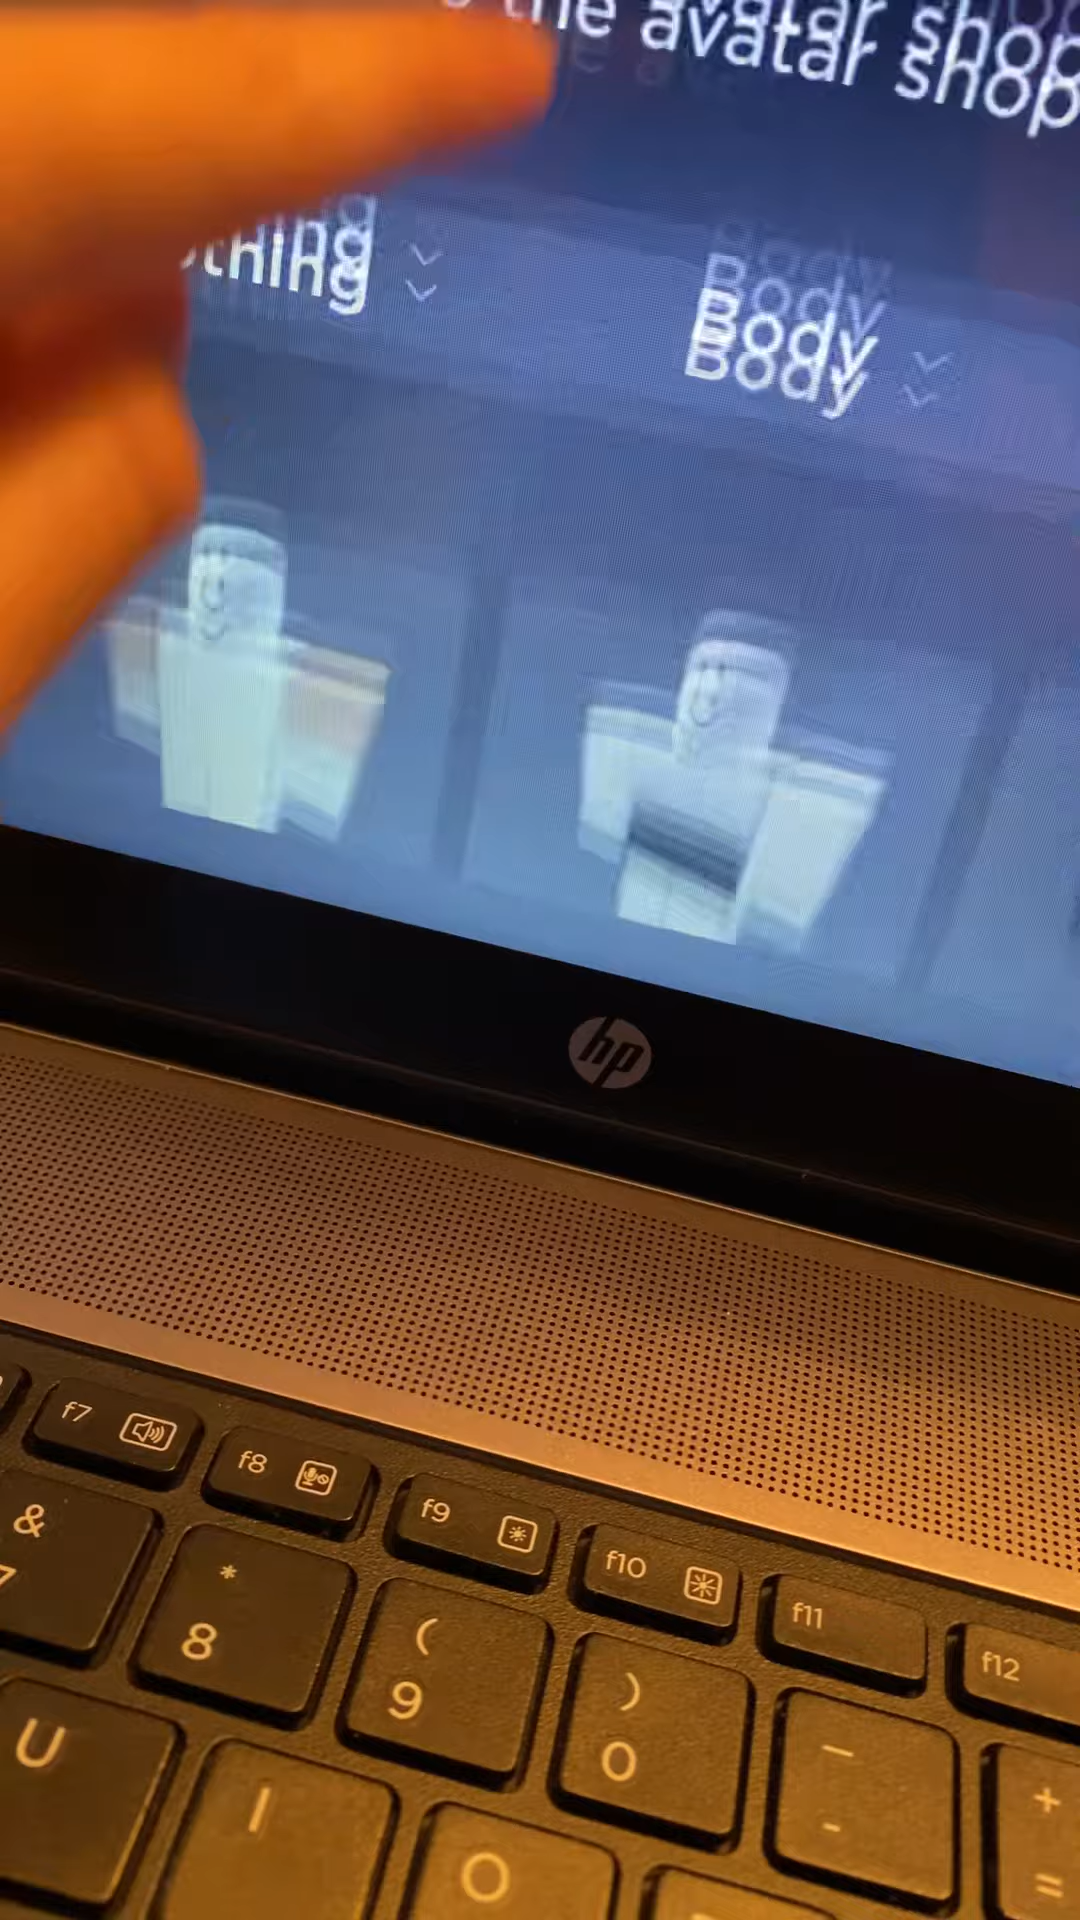 the avatar shop
thing
Body
hp
f7
f8
f9
f10
f11
f12
&
7
*
8
(
9
)
0
–
-
+
=
U
I
O